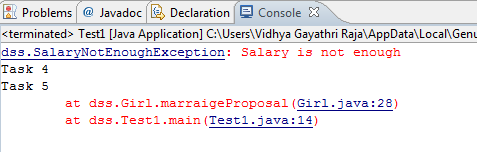 Problems @ Javadoc Declaration Console
<terminated> Test1 [Java Application] C:\Users\Vidhya Gayathri Raja\AppData\Local\Genu
dss.SalaryNotEnoughException: Salary is not enough
Task 4
Task 5
at dss.Girl.marraigeProposal(Girl.java:28)
at dss.Test1.main(Test1.java:14)